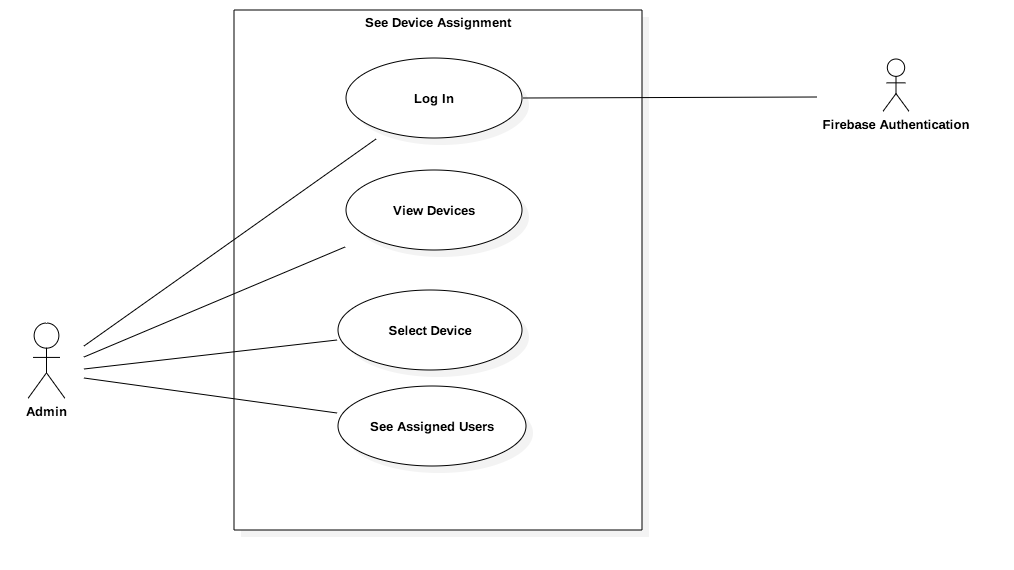 See Device Assignment
Log In
Firebase Authentication
View Devices
Select Device
Admin
See Assigned Users